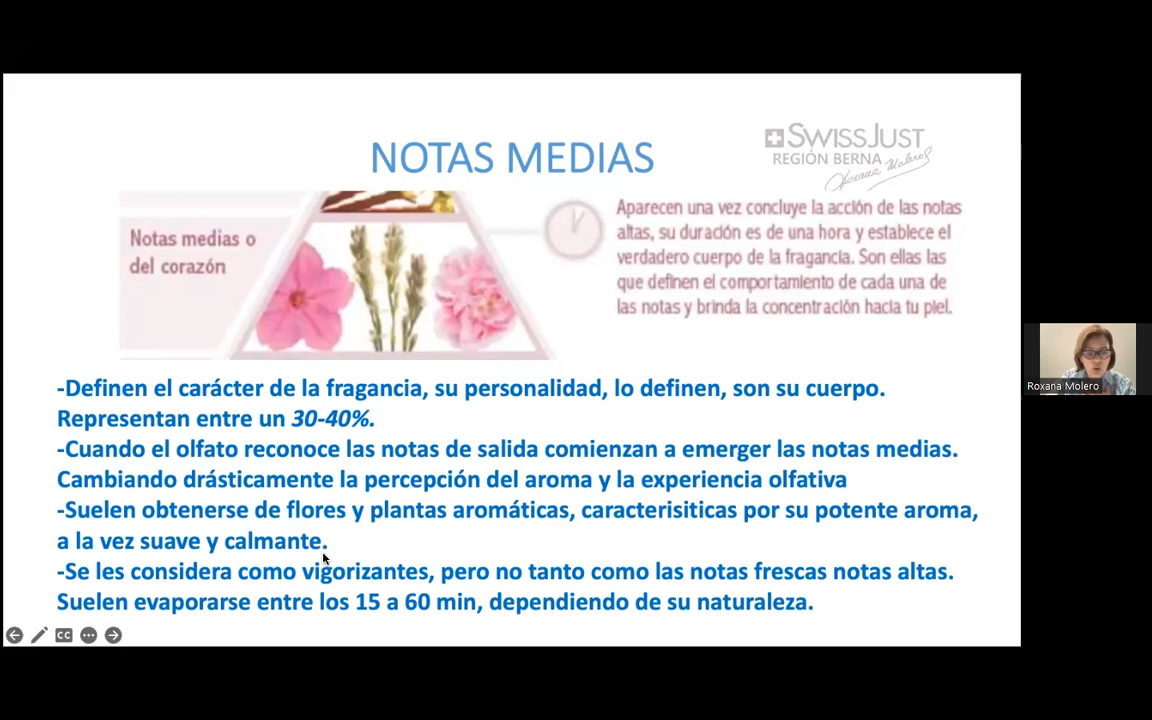 NOTAS MEDIAS
SWISSJUST
REGIÓN BERNA
Roxana Molero
Notas medias o
del corazón
Aparecen una vez concluye la acción de las notas
altas, su duración es de una hora y establece el
verdadero cuerpo de la fragancia. Son ellas las
que definen el comportamiento de cada una de
las notas y brinda la concentración hacia tu piel.
-Definen el carácter de la fragancia, su personalidad, lo definen, son su cuerpo.
Representan entre un 30-40%.
-Cuando el olfato reconoce las notas de salida comienzan a emerger las notas medias.
Cambiando drásticamente la percepción del aroma y la experiencia olfativa
-Suelen obtenerse de flores y plantas aromáticas, caracterisiticas por su potente aroma,
a la vez suave y calmante.
-Se les considera como vigorizantes, pero no tanto como las notas frescas notas altas.
Suelen evaporarse entre los 15 a 60 min, dependiendo de su naturaleza.
CC
Roxana Molero